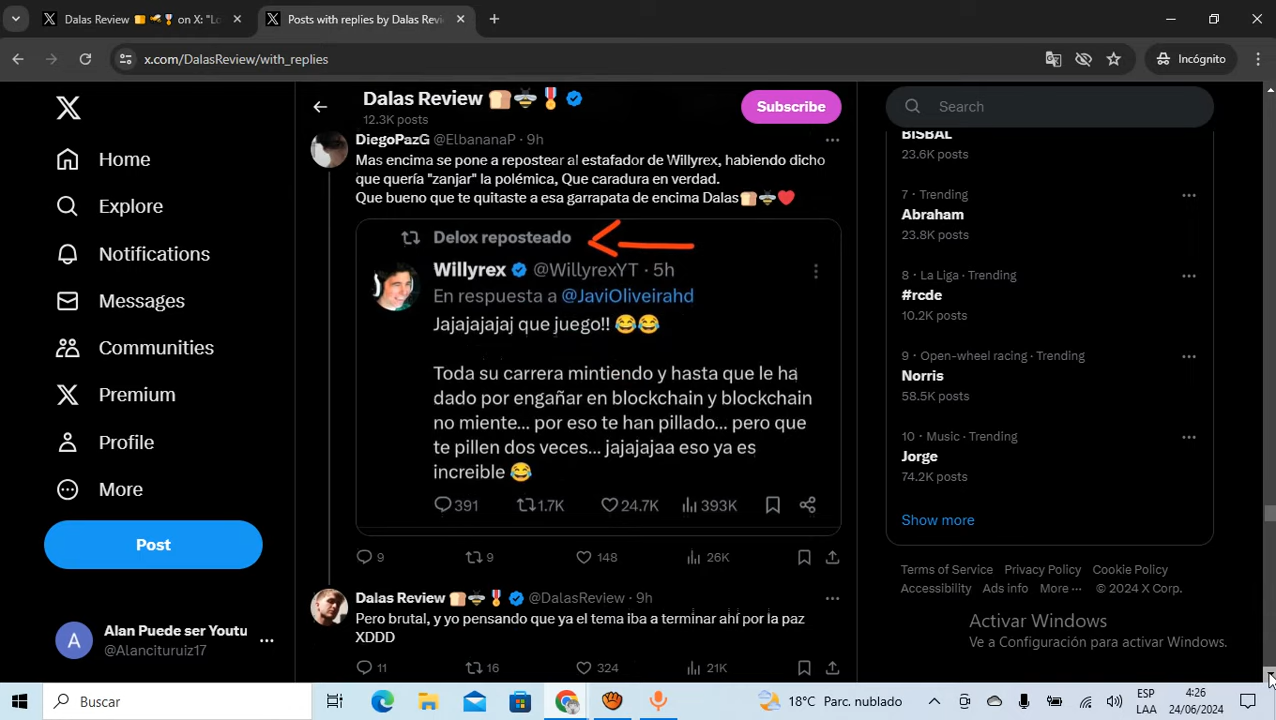 Dalas Review 🍞🐝🎖️ on X: "Lo
Posts with replies by Dalas Revi
x.com/DalasReview/with_replies
Incógnito
Home
Explore
Notifications
Messages
Communities
Premium
Profile
More
Post
Alan Puede ser Youtu
@Alancituruiz17
Dalas Review 🍞🐝🎖️
12.3K posts
Subscribe
DiegoPazG @ElbananaP · 9h
Mas encima se pone a repostear al estafador de Willyrex, habiendo dicho
que quería "zanjar" la polémica, Que caradura en verdad.
Que bueno que te quitaste a esa garrapata de encima Dalas🍞🐝❤️
Delox reposteado
Willyrex @WillyrexYT · 5h
En respuesta a @JaviOliveirahd
Jajajajajaj que juego!! 😂😂
Toda su carrera mintiendo y hasta que le ha
dado por engañar en blockchain y blockchain
no miente... por eso te han pillado... pero que
te pillen dos veces... jajajajaa eso ya es
increible 😂
391 1.7K 24.7K 393K
9 9 148 26K
Dalas Review 🍞🐝🎖️ @DalasReview · 9h
Pero brutal, y yo pensando que ya el tema iba a terminar ahí por la paz
XDDD
11 16 324 21K
Search
BISBAL
23.6K posts
7 · Trending
Abraham
23.8K posts
8 · La Liga · Trending
#rcde
10.2K posts
9 · Open-wheel racing · Trending
Norris
58.5K posts
10 · Music · Trending
Jorge
74.2K posts
Show more
Terms of Service Privacy Policy Cookie Policy
Accessibility Ads info More ··· © 2024 X Corp.
Activar Windows
Ve a Configuración para activar Windows.
Buscar
18°C Parc. nublado
ESP
LAA
4:26
24/06/2024